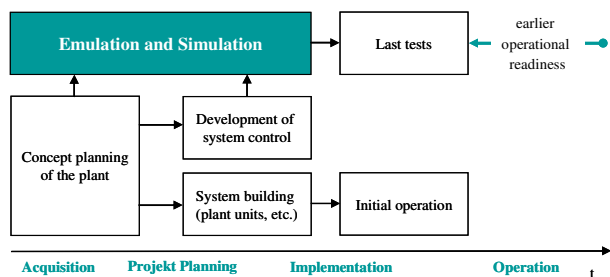 Emulation and Simulation
Last tests
earlier
operational
readiness
Concept planning
of the plant
Development of
system control
System building
(plant units, etc.)
Initial operation
Acquisition
Projekt Planning
Implementation
Operation
t